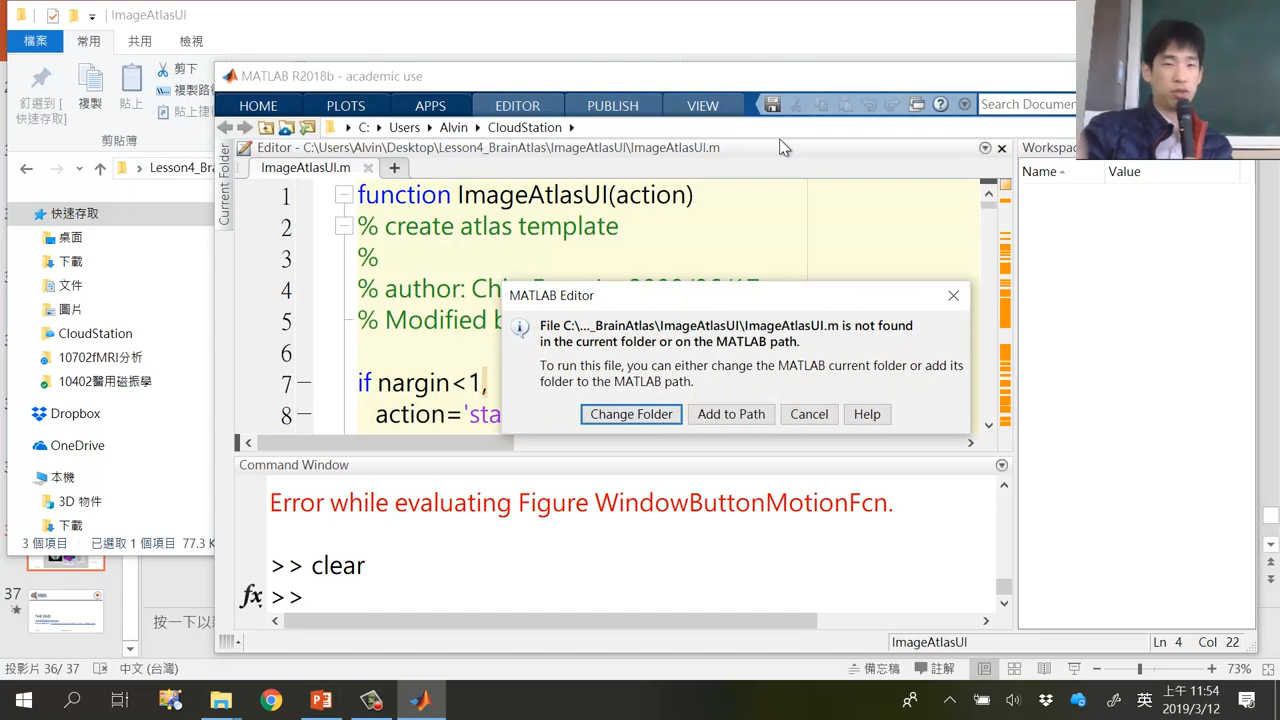 ImageAtlasUI
檔案
常用
共用
檢視
釘選到 [
快速存取]
複製
貼上
剪下
複製路徑
貼上捷
剪貼簿
Lesson4_Bra
快速存取
桌面
下載
文件
圖片
CloudStation
10702fMRI分析
10402醫用磁振學
Dropbox
OneDrive
本機
3D 物件
下載
3 個項目
已選取 1 個項目 77.3 K
MATLAB R2018b - academic use
HOME
PLOTS
APPS
EDITOR
PUBLISH
VIEW
Search Documen
C:
Users
Alvin
CloudStation
Current Folder
Editor - C:\Users\Alvin\Desktop\Lesson4_BrainAtlas\ImageAtlasUI\ImageAtlasUI.m
Workspa
ImageAtlasUI.m
Name
Value
1 function ImageAtlasUI(action)
2 % create atlas template
3 %
4 % author: Ch
5 % Modified b
6
7 if nargin<1,
8 action='sta
MATLAB Editor
File C:\..._BrainAtlas\ImageAtlasUI\ImageAtlasUI.m is not found
in the current folder or on the MATLAB path.
To run this file, you can either change the MATLAB current folder or add its
folder to the MATLAB path.
Change Folder
Add to Path
Cancel
Help
Command Window
Error while evaluating Figure WindowButtonMotionFcn.
>> clear
fx >>
ImageAtlasUI
Ln 4 Col 22
37
THE END
按一下以
投影片 36/ 37
中文 (台灣)
備忘稿
註解
73%
英
上午 11:54
2019/3/12